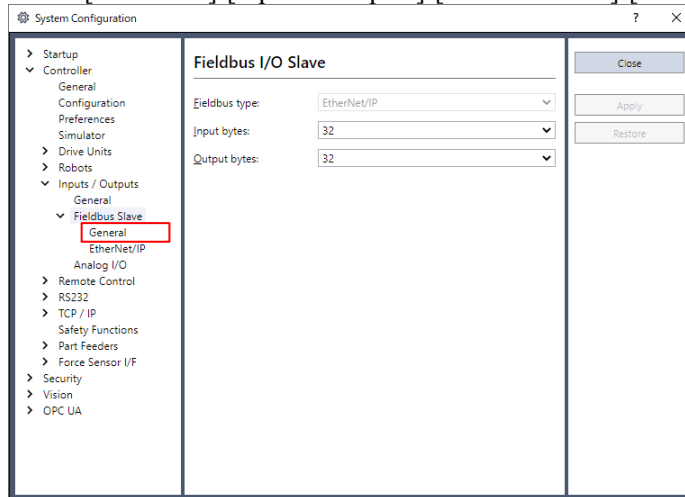 System Configuration
? ×
Startup
Controller
General
Configuration
Preferences
Simulator
Drive Units
Robots
Inputs / Outputs
General
Fieldbus Slave
General
EtherNet/IP
Analog I/O
Remote Control
RS232
TCP / IP
Safety Functions
Part Feeders
Force Sensor I/F
Security
Vision
OPC UA
Fieldbus I/O Slave
Fieldbus type: EtherNet/IP
Input bytes: 32
Output bytes: 32
Close
Apply
Restore